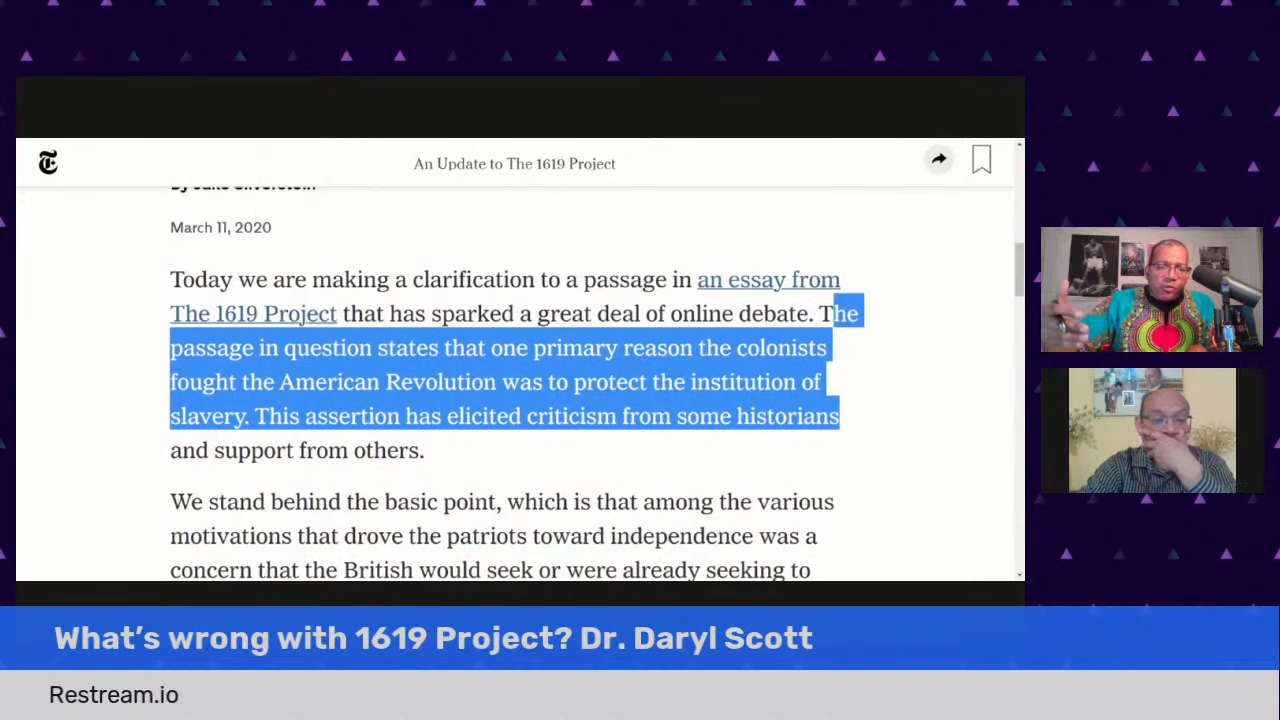 An Update to The 1619 Project
By Jake Silverstein
March 11, 2020
Today we are making a clarification to a passage in an essay from
The 1619 Project that has sparked a great deal of online debate. The
passage in question states that one primary reason the colonists
fought the American Revolution was to protect the institution of
slavery. This assertion has elicited criticism from some historians
and support from others.
We stand behind the basic point, which is that among the various
motivations that drove the patriots toward independence was a
concern that the British would seek or were already seeking to
What's wrong with 1619 Project? Dr. Daryl Scott
Restream.io